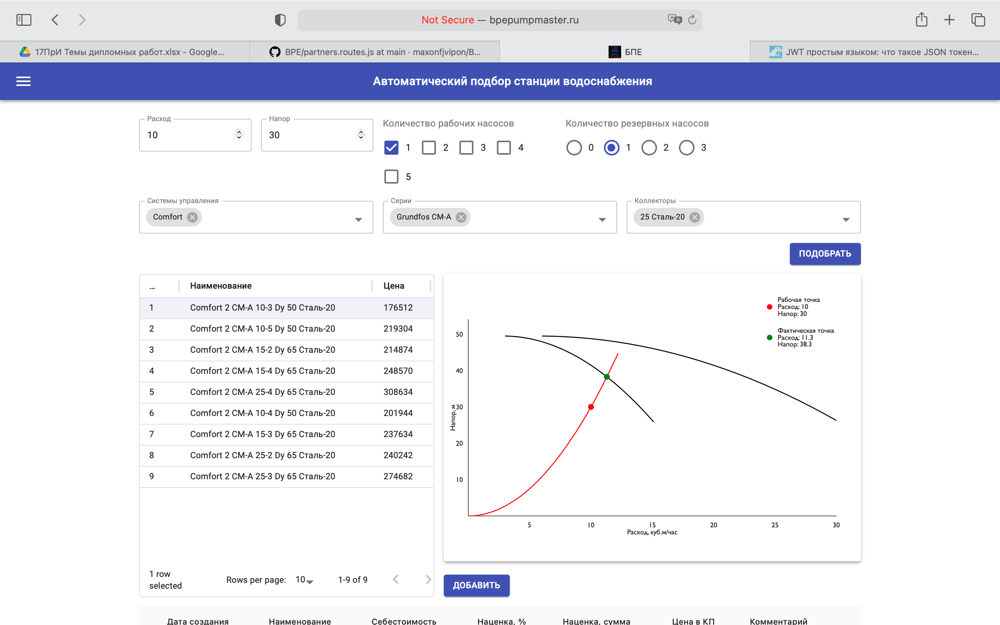 Not Secure — bpepumpmaster.ru
17ПрИ Темы дипломных работ.xlsx - Google...
BPE/partners.routes.js at main · maxonfjvipon/B...
БПЕ
JWT простым языком: что такое JSON токен...
Автоматический подбор станции водоснабжения
Расход
10
Напор
30
Количество рабочих насосов
1 2 3 4
5
Количество резервных насосов
0 1 2 3
Системы управления
Comfort
Серии
Grundfos CM-A
Коллекторы
25 Сталь-20
ПОДОБРАТЬ
... Наименование Цена
1 Comfort 2 CM-A 10-3 Dy 50 Сталь-20 176512
2 Comfort 2 CM-A 10-5 Dy 50 Сталь-20 219304
3 Comfort 2 CM-A 15-2 Dy 65 Сталь-20 214874
4 Comfort 2 CM-A 15-4 Dy 65 Сталь-20 248570
5 Comfort 2 CM-A 25-4 Dy 65 Сталь-20 308634
6 Comfort 2 CM-A 10-4 Dy 50 Сталь-20 201944
7 Comfort 2 CM-A 15-3 Dy 65 Сталь-20 237634
8 Comfort 2 CM-A 25-2 Dy 65 Сталь-20 240242
9 Comfort 2 CM-A 25-3 Dy 65 Сталь-20 274682
1 row
selected
Rows per page: 10
1-9 of 9
Рабочая точка
Расход: 10
Напор: 30
Фактическая точка
Расход: 11.3
Напор: 38.3
50
40
30
20
10
Напор, м
5 10 15 20 25 30
Расход, куб.м/час
ДОБАВИТЬ
Дата создания Наименование Себестоимость Наценка, % Наценка, сумма Цена в КП Комментарий